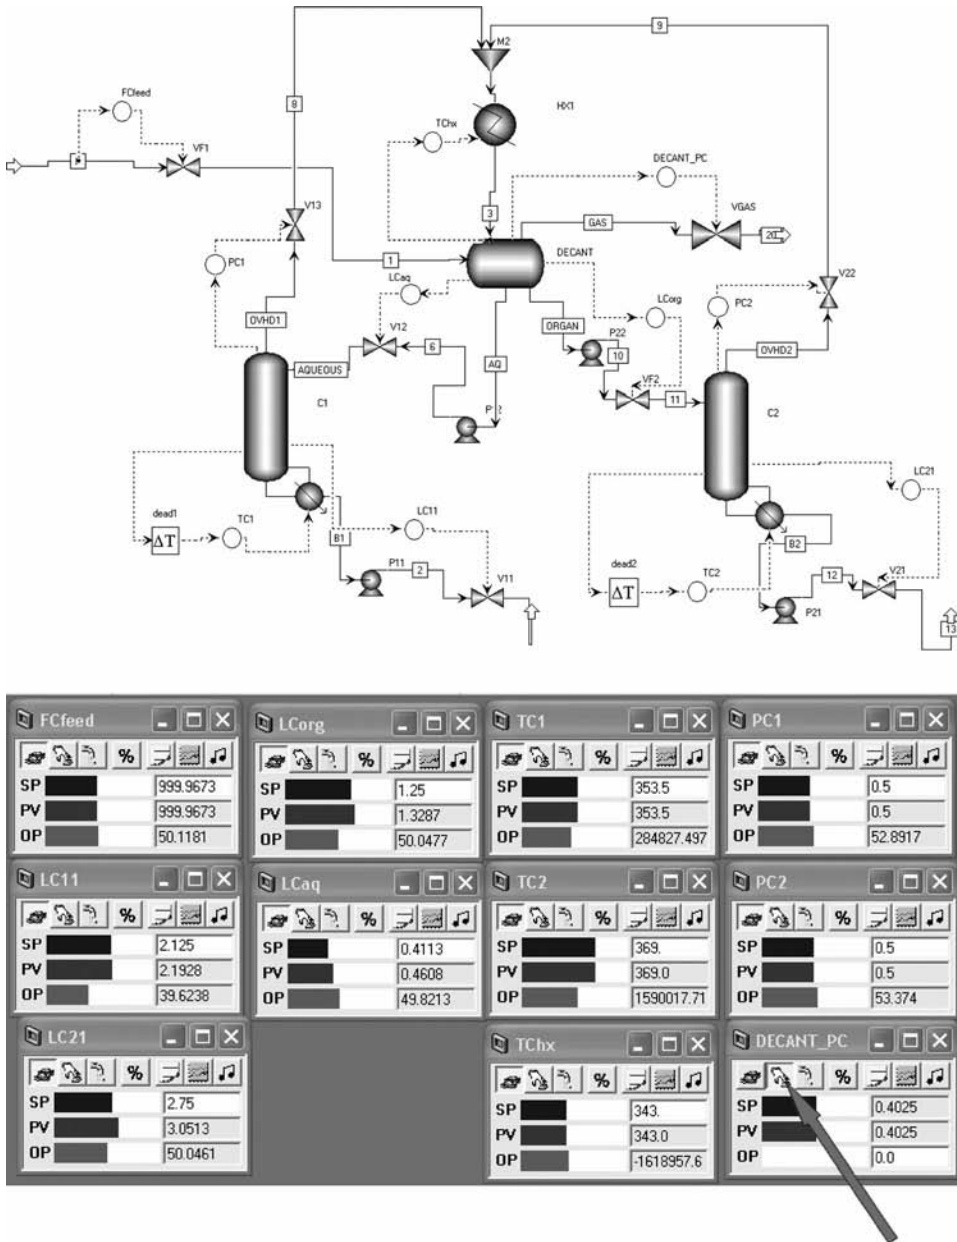 9
M2
FCfeed
8
HX1
TChx
VF1
DECANT_PC
V13
3
VGAS
GAS
20
PC1
1
DECANT
V22
LCaq
LCorg
PC2
OVHD1
V12
ORGAN
P22
6
10
OVHD2
AQUEOUS
AQ
VF2
11
C1
C2
LC21
dead1
TC1
LC11
ΔT
B1
B2
P11
2
dead2
TC2
12
V21
V11
ΔT
P21
13
FCfeed
SP 999.9673
PV 999.9673
OP 50.1181
LCorg
%
SP 1.25
PV 1.3287
OP 50.0477
TC1
%
SP 353.5
PV 353.5
OP 284827.497
PC1
%
SP 0.5
PV 0.5
OP 52.8917
LC11
%
SP 2.125
PV 2.1928
OP 39.6238
LCaq
%
SP 0.4113
PV 0.4608
OP 49.8213
TC2
%
SP 369.
PV 369.0
OP 1590017.71
PC2
%
SP 0.5
PV 0.5
OP 53.374
LC21
%
SP 2.75
PV 3.0513
OP 50.0461
TChx
%
SP 343.
PV 343.0
OP -1618957.6
DECANT_PC
%
SP 0.4025
PV 0.4025
OP 0.0